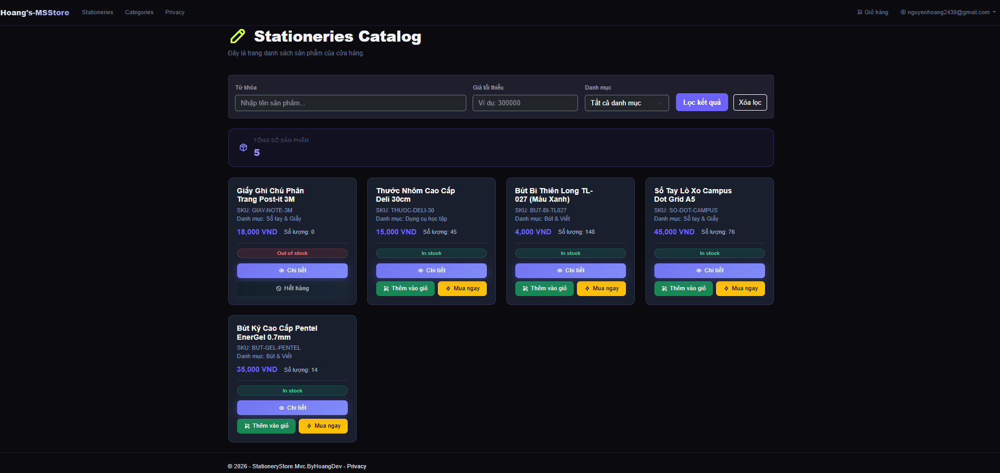 Hoang's-MSStore
Stationeries
Categories
Privacy
Giỏ hàng
nguyenhoang2439@gmail.com
Stationeries Catalog
Đây là trang danh sách sản phẩm của cửa hàng.
Từ khóa
Giá tối thiểu
Danh mục
Nhập tên sản phẩm...
Ví dụ: 300000
Tất cả danh mục
Lọc kết quả
Xóa lọc
TỔNG SỐ SẢN PHẨM
5
Giấy Ghi Chú Phân
Trang Post-it 3M
SKU: GIAY-NOTE-3M
Danh mục: Sổ tay & Giấy
18,000 VND Số lượng: 0
Out of stock
Chi tiết
Hết hàng
Thước Nhôm Cao Cấp
Deli 30cm
SKU: THUOC-DELI-30
Danh mục: Dụng cụ học tập
15,000 VND Số lượng: 45
In stock
Chi tiết
Thêm vào giỏ
Mua ngay
Bút Bi Thiên Long TL-
027 (Màu Xanh)
SKU: BUT-BI-TL027
Danh mục: Bút & Viết
4,000 VND Số lượng: 148
In stock
Chi tiết
Thêm vào giỏ
Mua ngay
Sổ Tay Lò Xo Campus
Dot Grid A5
SKU: SO-DOT-CAMPUS
Danh mục: Sổ tay & Giấy
45,000 VND Số lượng: 76
In stock
Chi tiết
Thêm vào giỏ
Mua ngay
Bút Ký Cao Cấp Pentel
EnerGel 0.7mm
SKU: BUT-GEL-PENTEL
Danh mục: Bút & Viết
35,000 VND Số lượng: 14
In stock
Chi tiết
Thêm vào giỏ
Mua ngay
© 2026 - StationeryStore.Mvc.ByHoangDev - Privacy